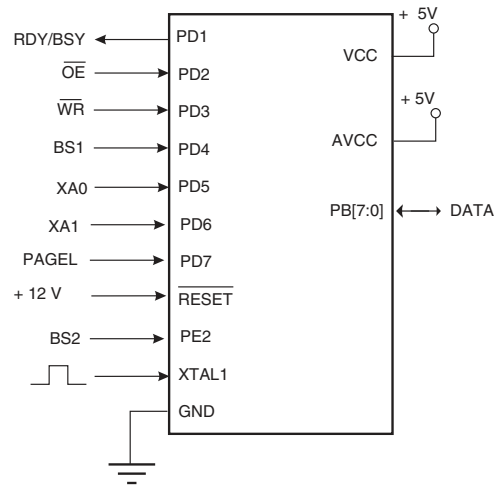 + 5V
RDY/BSY PD1
VCC
OE PD2
+ 5V
WR PD3
AVCC
BS1 PD4
XA0 PD5
PB[7:0] DATA
XA1 PD6
PAGEL PD7
+ 12 V RESET
BS2 PE2
XTAL1
GND